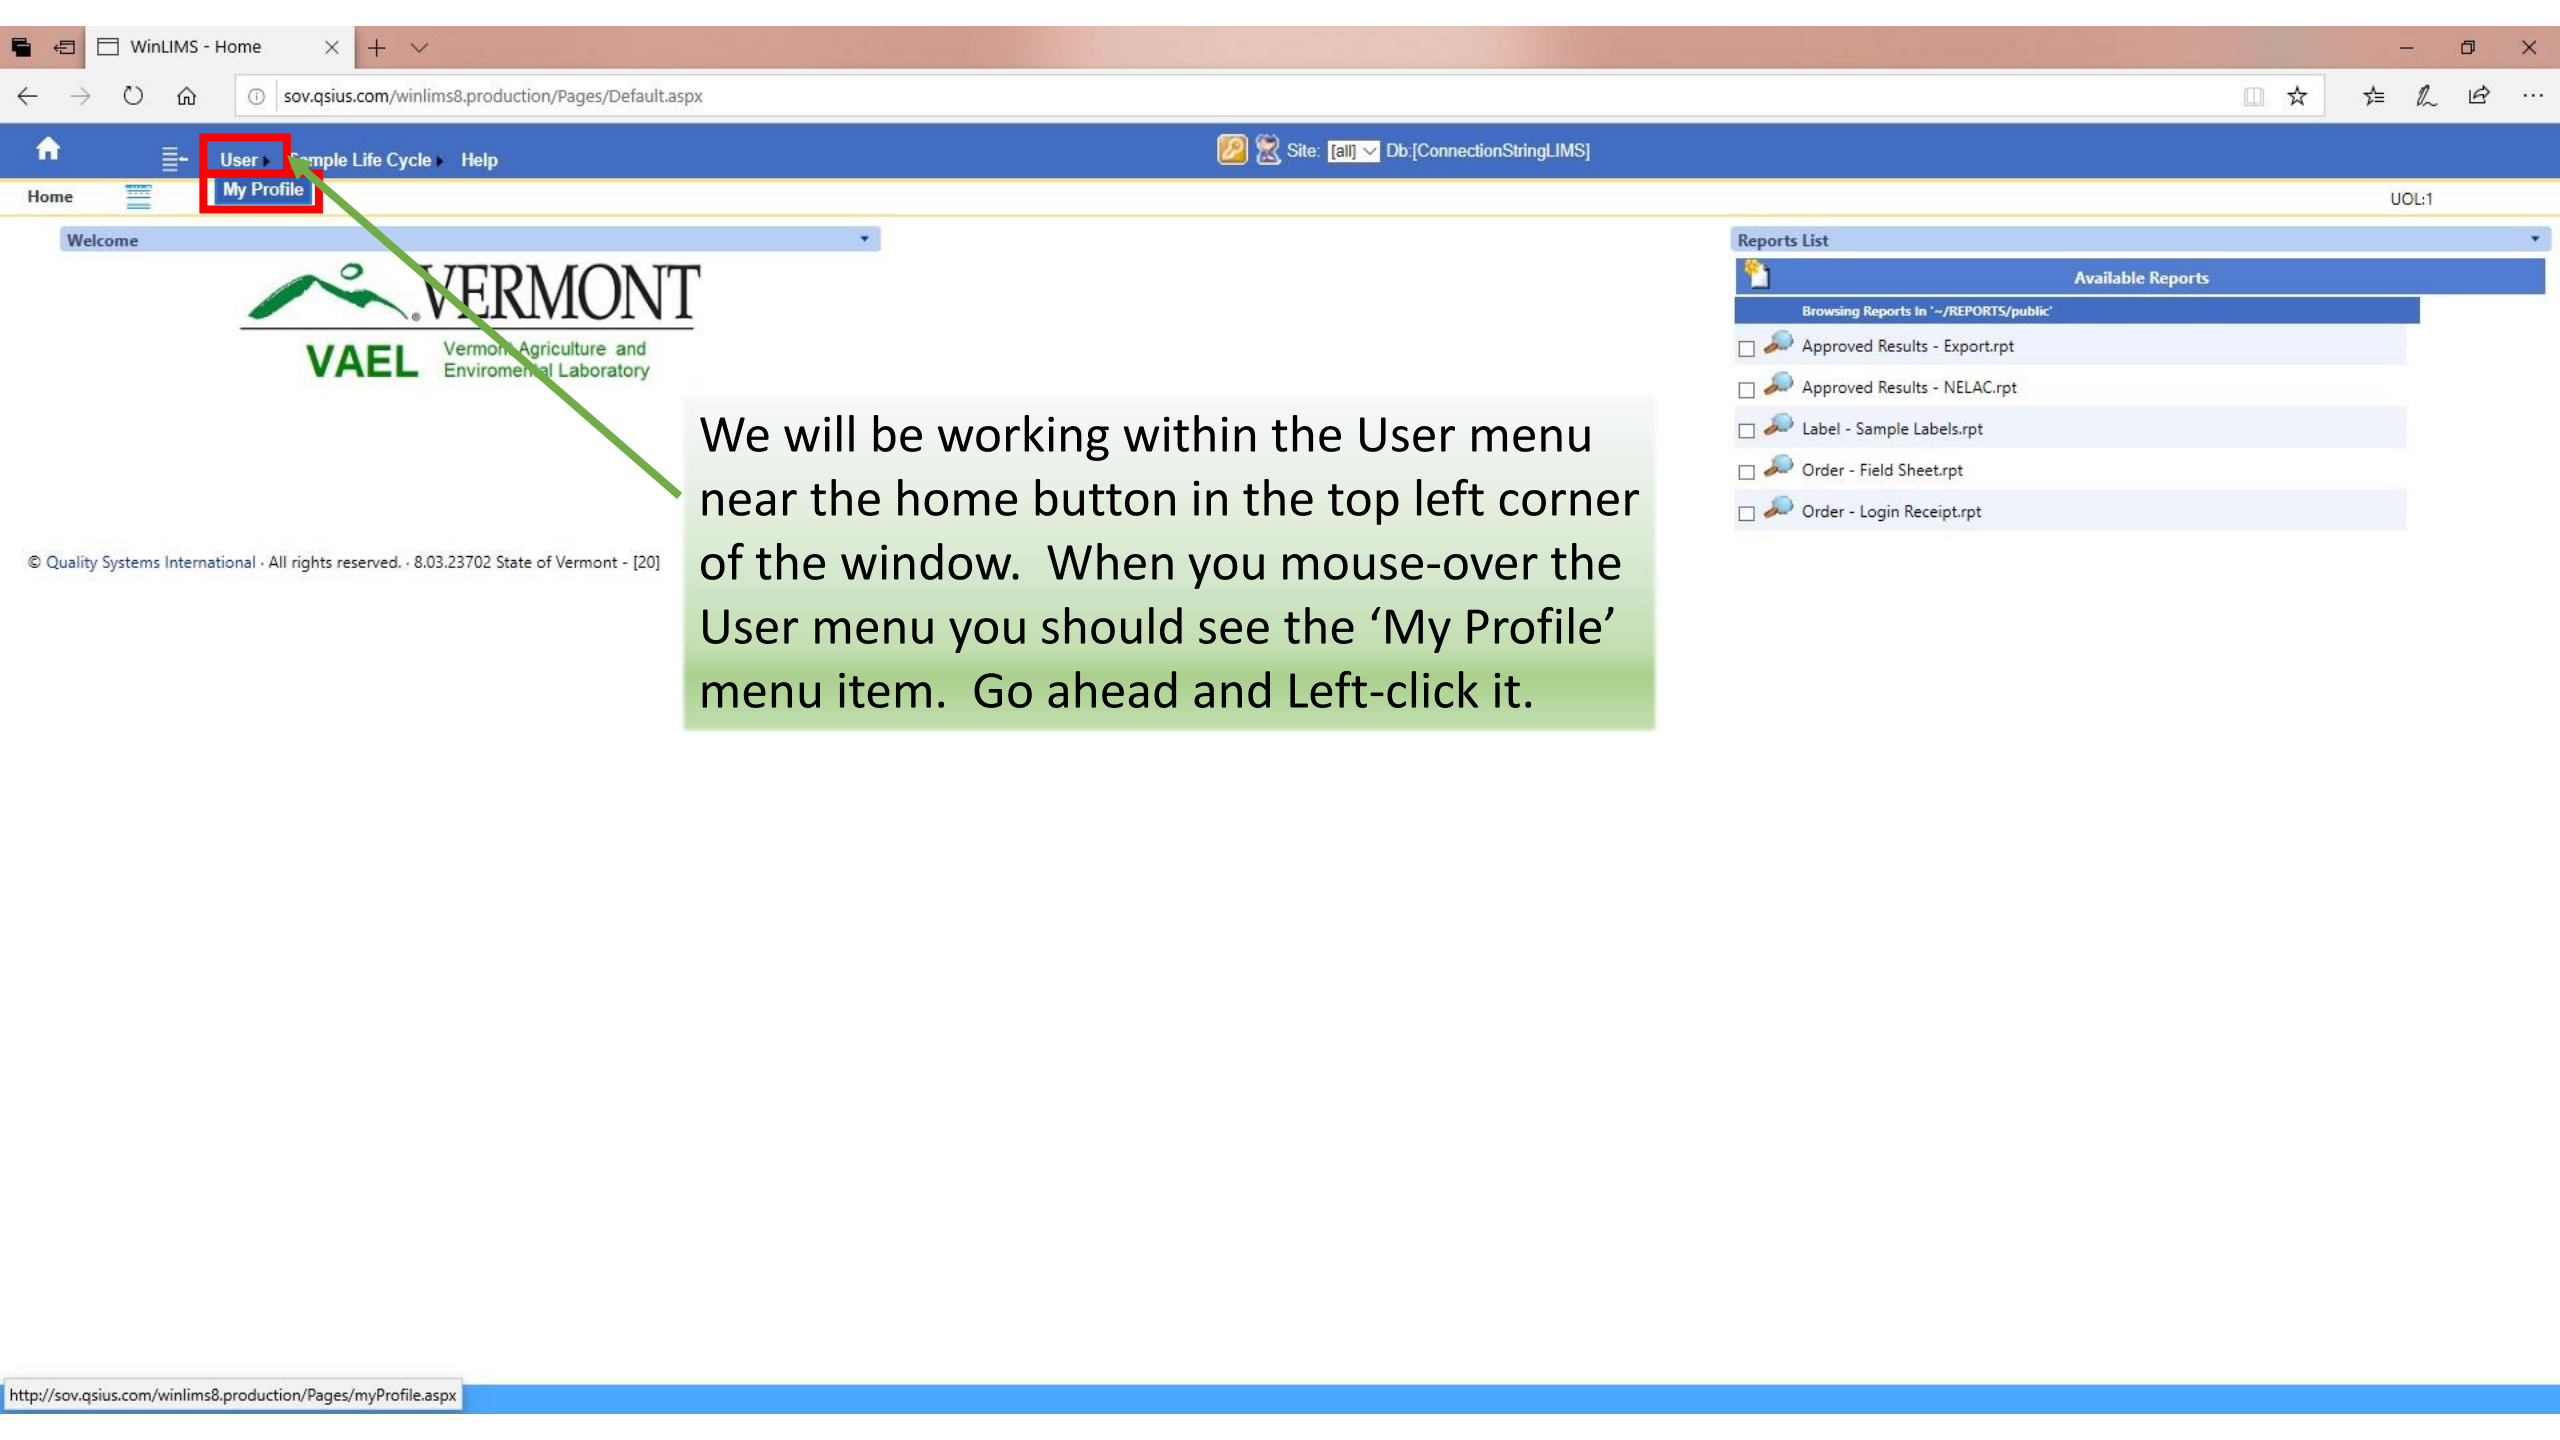 WinLIMS - Home
sov.qsius.com/winlims8.production/Pages/Default.aspx
User Sample Life Cycle Help
Site: [all] Db:[ConnectionStringLIMS]
Home
My Profile
UOL:1
Welcome
VERMONT
VAEL
Vermont Agriculture and
Enviromental Laboratory
Reports List
Available Reports
Browsing Reports In '~/REPORTS/public'
Approved Results - Export.rpt
Approved Results - NELAC.rpt
Label - Sample Labels.rpt
Order - Field Sheet.rpt
Order - Login Receipt.rpt
We will be working within the User menu
near the home button in the top left corner
of the window.  When you mouse-over the
User menu you should see the ‘My Profile’
menu item.  Go ahead and Left-click it.
© Quality Systems International · All rights reserved. · 8.03.23702 State of Vermont - [20]
http://sov.qsius.com/winlims8.production/Pages/myProfile.aspx